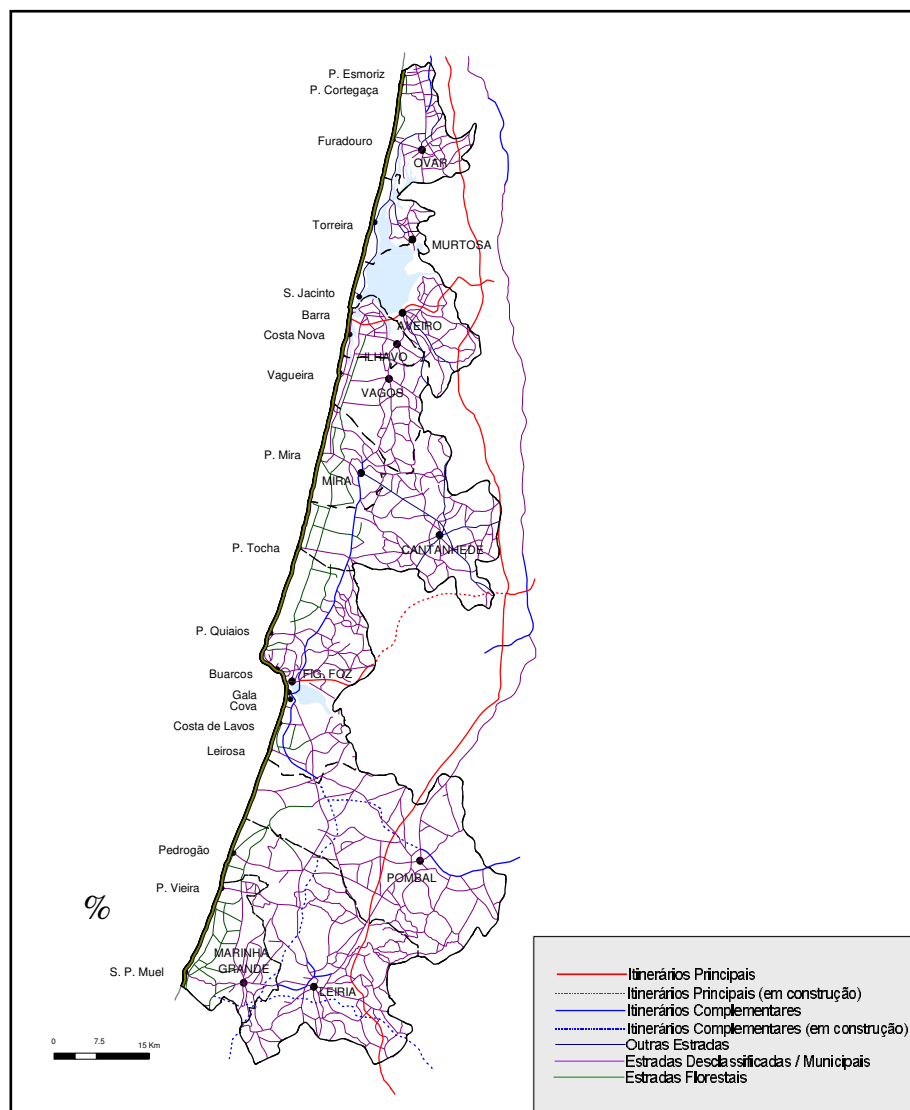 P. Esmoriz
P. Cortegaça
Furadouro
OVAR
Torreira
MURTOSA
S. Jacinto
Barra
AVEIRO
Costa Nova
ILHAVO
Vagueira
VAGOS
P. Mira
MIRA
P. Tocha
CANTANHEDE
P. Quiaios
Buarcos
FIG. FOZ
Gala
Cova
Costa de Lavos
Leirosa
Pedrogão
POMBAL
P. Vieira
%
MARINHA
GRANDE
S. P. Muel
LEIRIA
0 7.5 15 Km
Itinerários Principais
Itinerários Principais (em construção)
Itinerários Complementares
Itinerários Complementares (em construção)
Outras Estradas
Estradas Desclassificadas / Municipais
Estradas Florestais